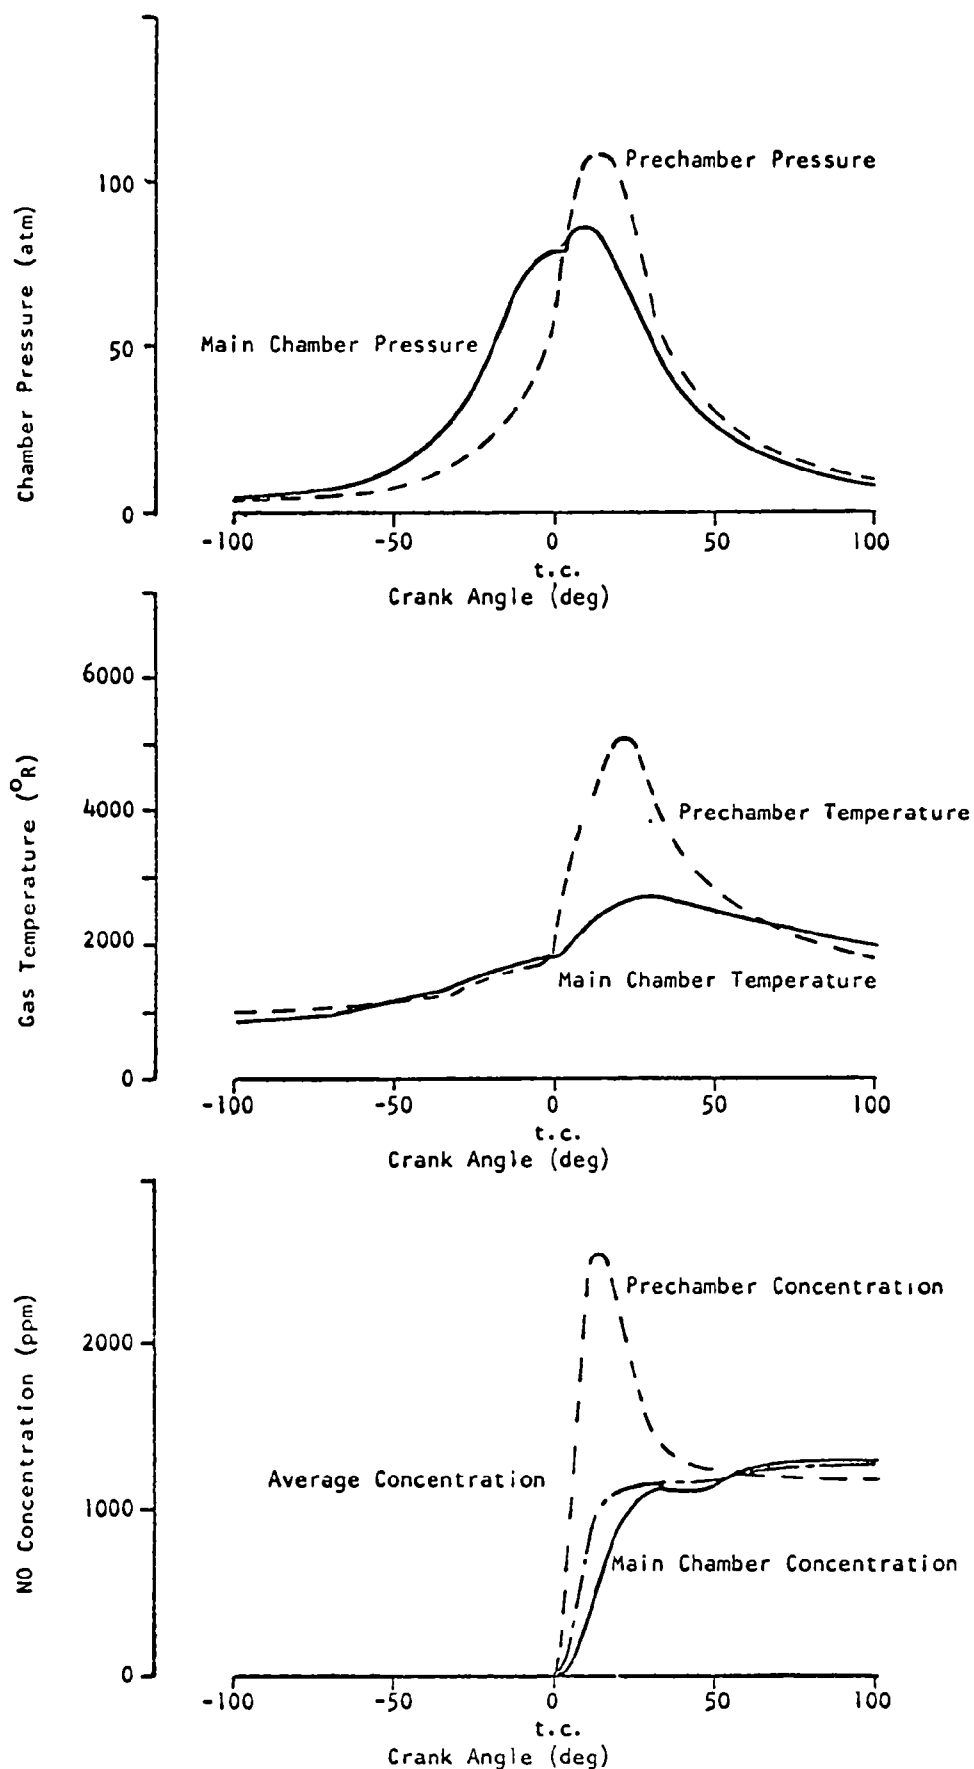 Chamber Pressure (atm)
100
50
0
Prechamber Pressure
Main Chamber Pressure
-100
-50
0
50
100
t.c.
Crank Angle (deg)
Gas Temperature (°R)
6000
4000
2000
0
Prechamber Temperature
Main Chamber Temperature
-100
-50
0
50
100
t.c.
Crank Angle (deg)
NO Concentration (ppm)
2000
1000
0
Prechamber Concentration
Average Concentration
Main Chamber Concentration
-100
-50
0
50
100
t.c.
Crank Angle (deg)